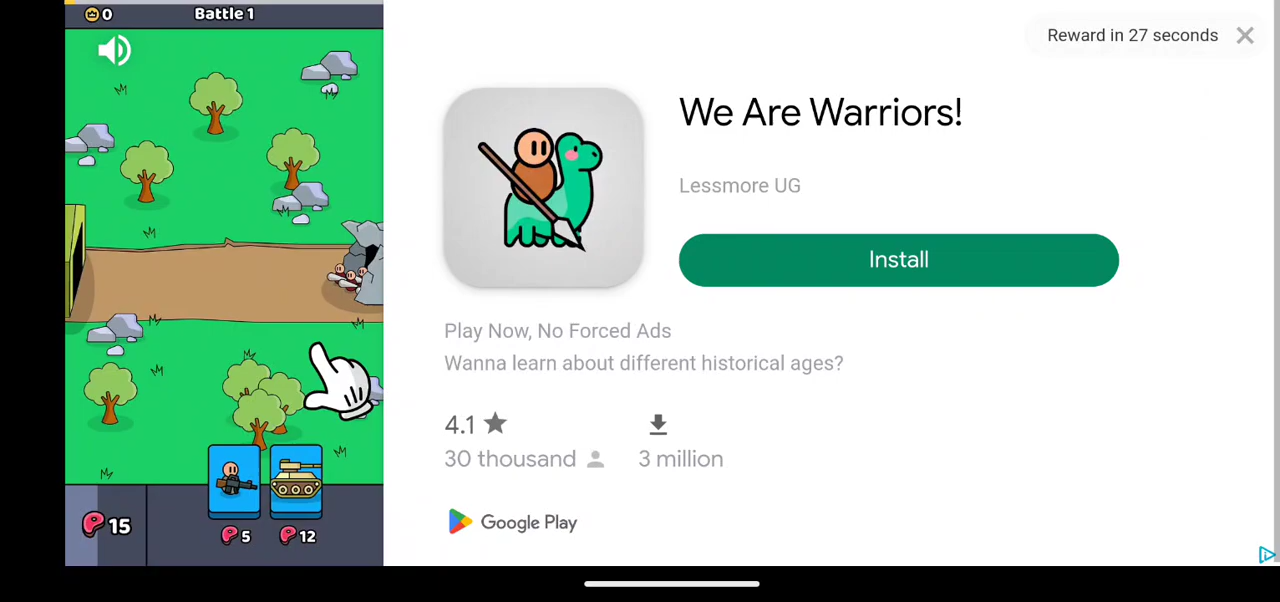 0
Battle 1
Reward in 27 seconds
We Are Warriors!
Lessmore UG
Install
Play Now, No Forced Ads
Wanna learn about different historical ages?
4.1
30 thousand
3 million
Google Play
15
5
12